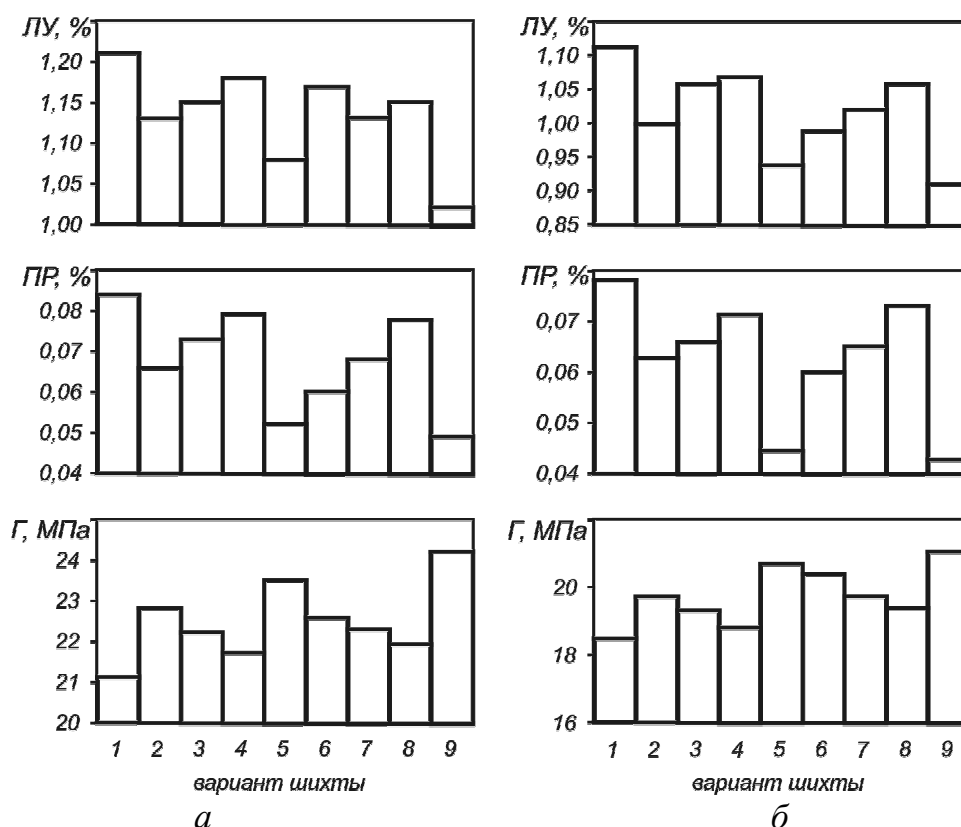 ЛУ, %
1,20
1,15
1,10
1,05
1,00
ПР, %
0,08
0,07
0,06
0,05
0,04
Г, МПа
24
23
22
21
20
1 2 3 4 5 6 7 8 9
вариант шихты
а
ЛУ, %
1,10
1,05
1,00
0,95
0,90
0,85
ПР, %
0,07
0,06
0,05
0,04
Г, МПа
20
18
16
1 2 3 4 5 6 7 8 9
вариант шихты
б